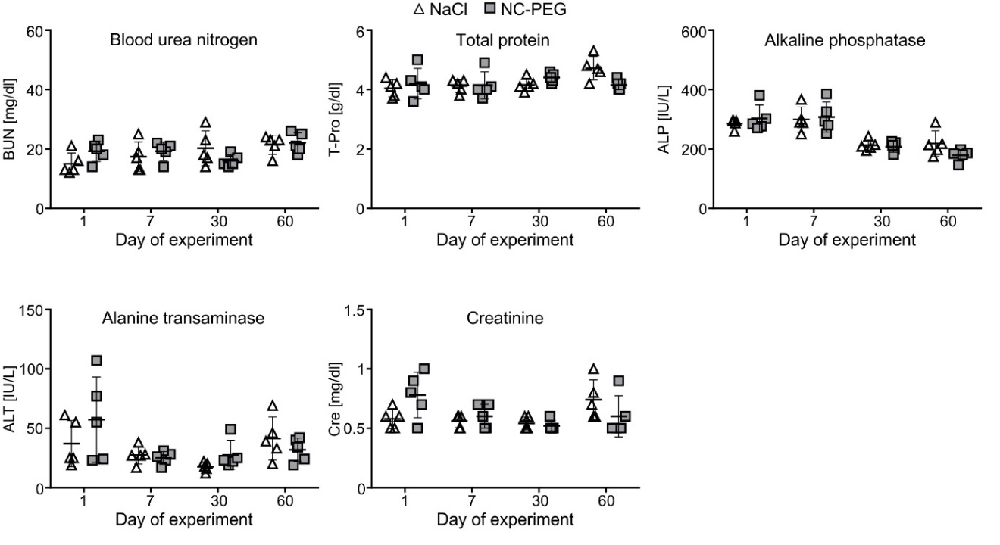 NaCl NC-PEG
Blood urea nitrogen
60
40
20
0
BUN [mg/dl]
1 7 30 60
Day of experiment
Total protein
6
4
2
0
T-Pro [g/dl]
1 7 30 60
Day of experiment
Alkaline phosphatase
600
400
200
0
ALP [IU/L]
1 7 30 60
Day of experiment
Alanine transaminase
150
100
50
0
ALT [IU/L]
1 7 30 60
Day of experiment
Creatinine
1.5
1
0.5
0
Cre [mg/dl]
1 7 30 60
Day of experiment